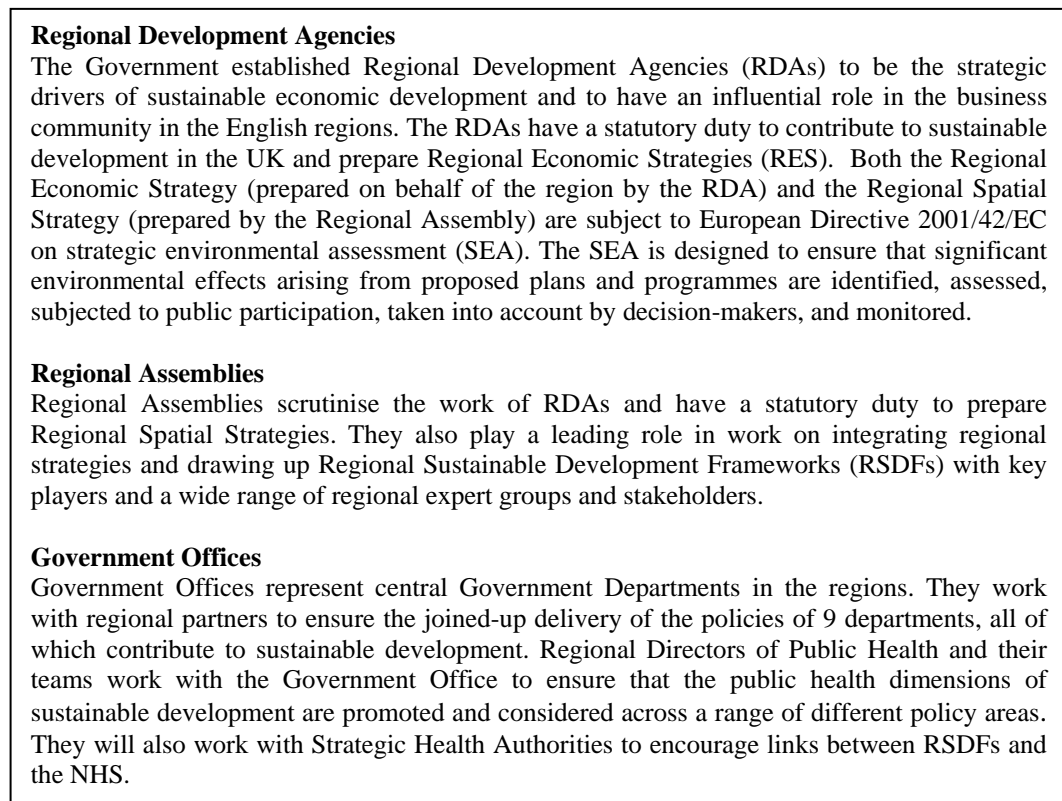 Regional Development Agencies
The Government established Regional Development Agencies (RDAs) to be the strategic
drivers of sustainable economic development and to have an influential role in the business
community in the English regions. The RDAs have a statutory duty to contribute to sustainable
development in the UK and prepare Regional Economic Strategies (RES).  Both the Regional
Economic Strategy (prepared on behalf of the region by the RDA) and the Regional Spatial
Strategy (prepared by the Regional Assembly) are subject to European Directive 2001/42/EC
on strategic environmental assessment (SEA). The SEA is designed to ensure that significant
environmental effects arising from proposed plans and programmes are identified, assessed,
subjected to public participation, taken into account by decision-makers, and monitored.
Regional Assemblies
Regional Assemblies scrutinise the work of RDAs and have a statutory duty to prepare
Regional Spatial Strategies. They also play a leading role in work on integrating regional
strategies and drawing up Regional Sustainable Development Frameworks (RSDFs) with key
players and a wide range of regional expert groups and stakeholders.
Government Offices
Government Offices represent central Government Departments in the regions. They work
with regional partners to ensure the joined-up delivery of the policies of 9 departments, all of
which contribute to sustainable development. Regional Directors of Public Health and their
teams work with the Government Office to ensure that the public health dimensions of
sustainable development are promoted and considered across a range of different policy areas.
They will also work with Strategic Health Authorities to encourage links between RSDFs and
the NHS.